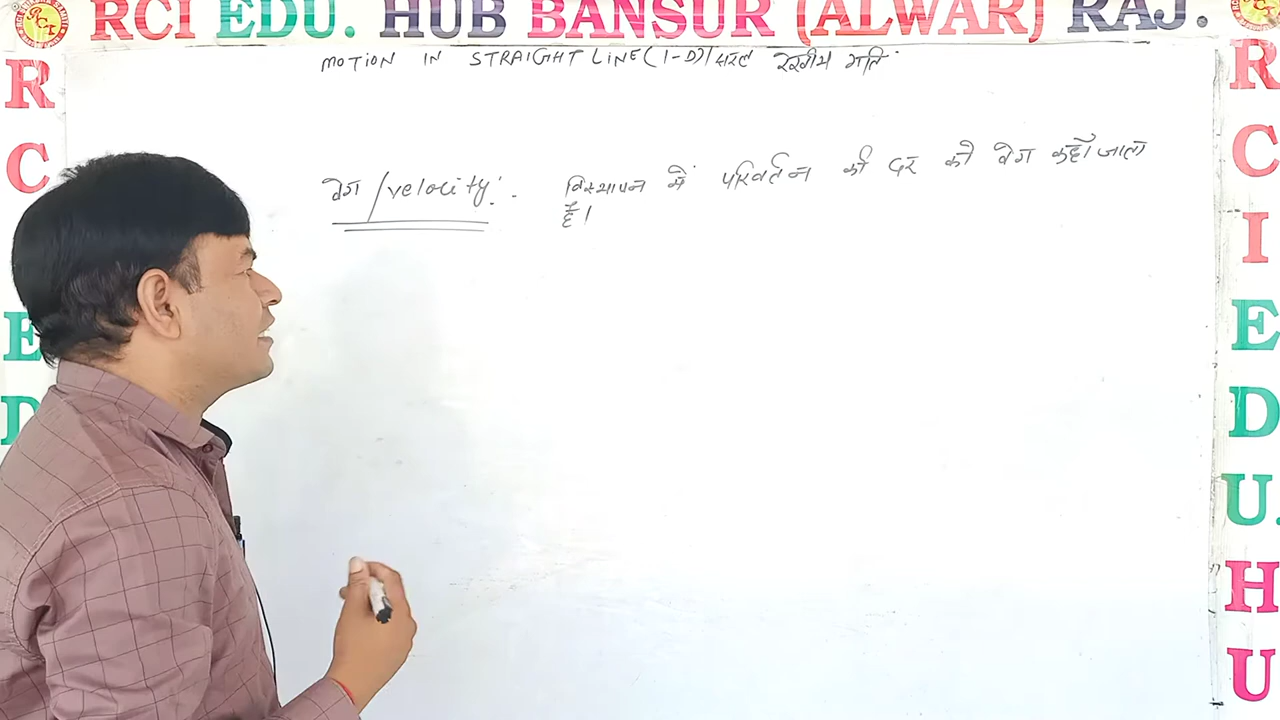 RCI EDU. HUB BANSUR (ALWAR) RAJ.
MOTION IN STRAIGHT LINE (1-D) / सरल रेखीय गति
वेग / velocity :- विस्थापन में परिवर्तन की दर को वेग कहाँ जाता
है।
R
C
I
E
D
R
C
I
E
D
U.
H
U